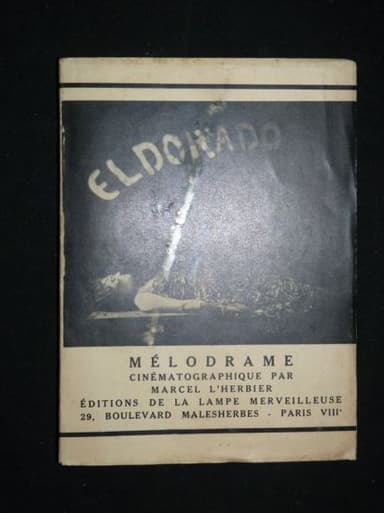 ELDORADO
MÉLODRAME
CINÉMATOGRAPHIQUE PAR
MARCEL L'HERBIER
ÉDITIONS DE LA LAMPE MERVEILLEUSE
29, BOULEVARD MALESHERBES - PARIS VIIIᵉ